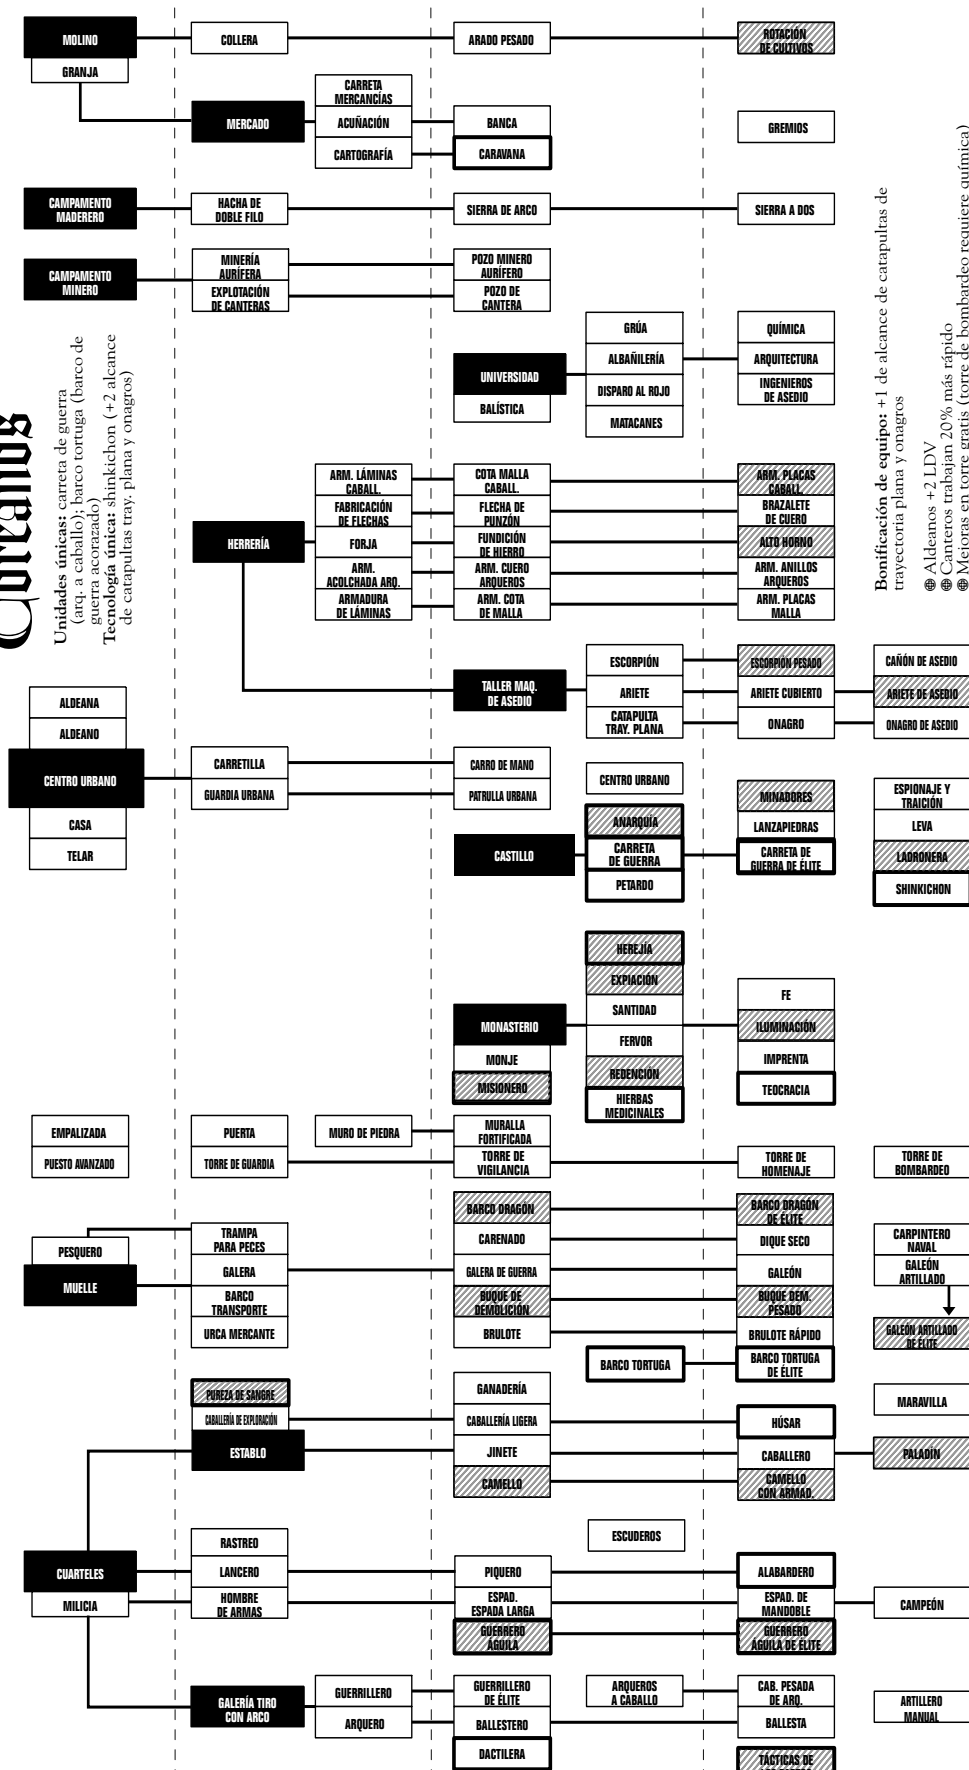 MOLINO
COLLERA
ARADO PESADO
ROTACIÓN
DE CULTIVOS
GRANJA
CARRETA
MERCANCÍAS
MERCADO
ACUÑACIÓN
BANCA
GREMIOS
CARTOGRAFÍA
CARAVANA
CAMPAMENTO
MADERERO
HACHA DE
DOBLE FILO
SIERRA DE ARCO
SIERRA A DOS
CAMPAMENTO
MINERO
MINERÍA
AURÍFERA
POZO MINERO
AURÍFERO
EXPLOTACIÓN
DE CANTERAS
POZO DE
CANTERA
Coreanos
Unidades únicas: carreta de guerra
(arq. a caballo); barco tortuga (barco de
guerra acorazado)
Tecnología única: shinkichon (+2 alcance
de catapultas tray. plana y onagros)
Bonificación de equipo: +1 de alcance de catapultas de
trayectoria plana y onagros
Aldeanos +2 LDV
Canteros trabajan 20% más rápido
Mejoras en torre gratis (torre de bombardeo requiere química)
GRÚA
QUÍMICA
UNIVERSIDAD
ALBAÑILERÍA
ARQUITECTURA
BALÍSTICA
DISPARO AL ROJO
INGENIEROS
DE ASEDIO
MATACANES
ARM. LÁMINAS
CABALL.
COTA MALLA
CABALL.
ARM. PLACAS
CABALL.
FABRICACIÓN
DE FLECHAS
FLECHA DE
PUNZÓN
BRAZALETE
DE CUERO
HERRERÍA
FORJA
FUNDICIÓN
DE HIERRO
ALTO HORNO
ARM.
ACOLCHADA ARQ.
ARM. CUERO
ARQUEROS
ARM. ANILLOS
ARQUEROS
ARMADURA
DE LÁMINAS
ARM. COTA
DE MALLA
ARM. PLACAS
MALLA
TALLER MAQ.
DE ASEDIO
ESCORPIÓN
ESCORPIÓN PESADO
CAÑÓN DE ASEDIO
ARIETE
ARIETE CUBIERTO
ARIETE DE ASEDIO
CATAPULTA
TRAY. PLANA
ONAGRO
ONAGRO DE ASEDIO
ALDEANA
ALDEANO
CENTRO URBANO
CASA
TELAR
CARRETILLA
CARRO DE MANO
GUARDIA URBANA
PATRULLA URBANA
CENTRO URBANO
CASTILLO
ANARQUÍA
CARRETA
DE GUERRA
PETARDO
MINADORES
LANZAPIEDRAS
CARRETA DE
GUERRA DE ÉLITE
ESPIONAJE Y
TRAICIÓN
LEVA
LADRONERA
SHINKICHON
MONASTERIO
MONJE
MISIONERO
HEREJÍA
EXPIACIÓN
SANTIDAD
FERVOR
REDENCIÓN
HIERBAS
MEDICINALES
FE
ILUMINACIÓN
IMPRENTA
TEOCRACIA
EMPALIZADA
PUERTA
MURO DE PIEDRA
MURALLA
FORTIFICADA
PUESTO AVANZADO
TORRE DE GUARDIA
TORRE DE
VIGILANCIA
TORRE DE
HOMENAJE
TORRE DE
BOMBARDEO
PESQUERO
MUELLE
TRAMPA
PARA PECES
GALERA
BARCO
TRANSPORTE
URCA MERCANTE
BARCO DRAGÓN
CARENADO
GALERA DE GUERRA
BUQUE DE
DEMOLICIÓN
BRULOTE
BARCO TORTUGA
BARCO DRAGÓN
DE ÉLITE
DIQUE SECO
GALEÓN
BUQUE DEM.
PESADO
BRULOTE RÁPIDO
BARCO TORTUGA
DE ÉLITE
CARPINTERO
NAVAL
GALEÓN
ARTILLADO
GALEÓN ARTILLADO
DE ÉLITE
MARAVILLA
PUREZA DE SANGRE
CABALLERÍA DE EXPLORACIÓN
ESTABLO
GANADERÍA
CABALLERÍA LIGERA
JINETE
CAMELLO
HÚSAR
CABALLERO
CAMELLO
CON ARMAD.
PALADÍN
ESCUDEROS
CUARTELES
MILICIA
RASTREO
LANCERO
HOMBRE
DE ARMAS
PIQUERO
ESPAD.
ESPADA LARGA
GUERRERO
ÁGUILA
ALABARDERO
ESPAD. DE
MANDOBLE
GUERRERO
ÁGUILA DE ÉLITE
CAMPEÓN
GALERÍA TIRO
CON ARCO
GUERRILLERO
ARQUERO
GUERRILLERO
DE ÉLITE
BALLESTERO
DACTILERA
ARQUEROS
A CABALLO
CAB. PESADA
DE ARQ.
BALLESTA
TÁCTICAS DE
ARTILLERO
MANUAL